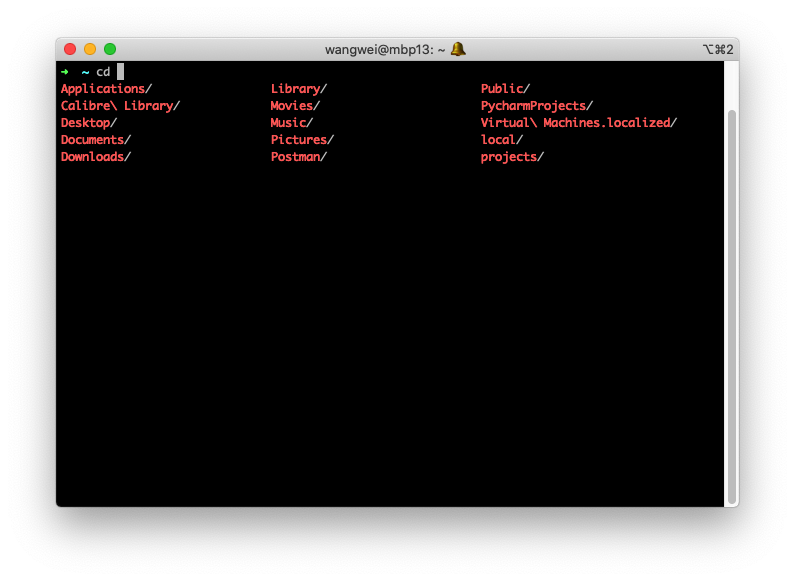 wangwei@mbp13: ~ 🔔 ⌥⌘2
➜ ~ cd
Applications/ Library/ Public/
Calibre\ Library/ Movies/ PycharmProjects/
Desktop/ Music/ Virtual\ Machines.localized/
Documents/ Pictures/ local/
Downloads/ Postman/ projects/